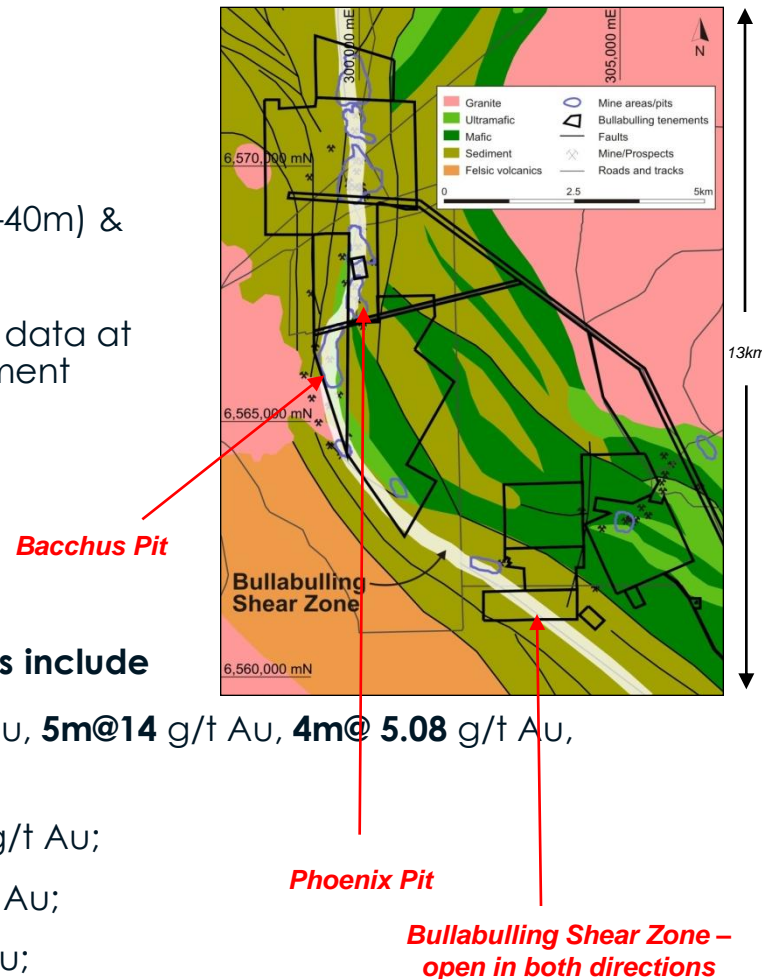 300,000 mE
305,000 mE
N
Granite
Ultramafic
Mafic
Sediment
Felsic volcanics
Mine areas/pits
Bullabulling tenements
Faults
Mine/Prospects
Roads and tracks
0 2.5 5km
6,570,000 mN
-40m) &
data at
ment
13km
6,565,000 mN
Bacchus Pit
Bullabulling
Shear Zone
6,560,000 mN
s include
u, 5m@14 g/t Au, 4m@ 5.08 g/t Au,
g/t Au;
Phoenix Pit
Au;
Bullabulling Shear Zone –
open in both directions
u;